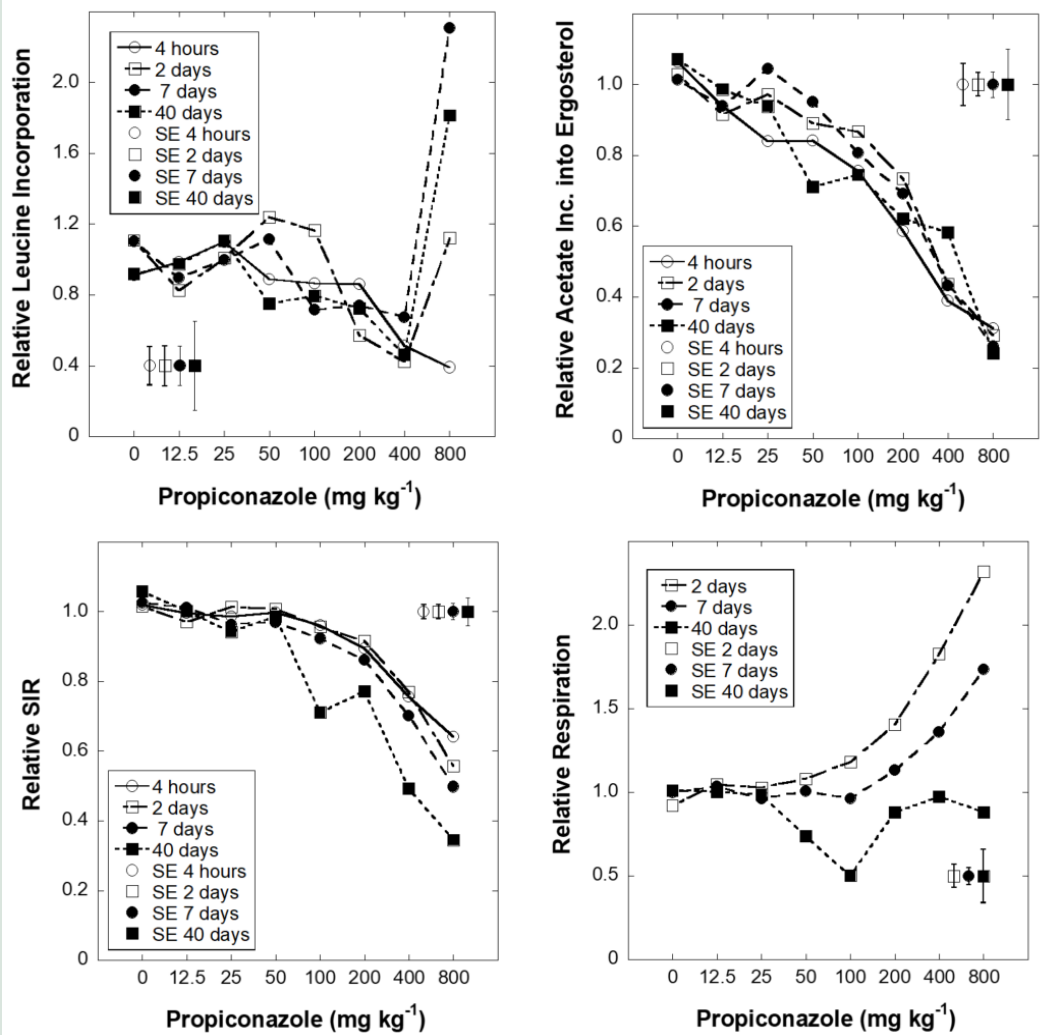 Relative Leucine Incorporation
2.0
1.6
1.2
0.8
0.4
0
4 hours
2 days
7 days
40 days
SE 4 hours
SE 2 days
SE 7 days
SE 40 days
0 12.5 25 50 100 200 400 800
Propiconazole (mg kg⁻¹)
Relative Acetate Inc. into Ergosterol
1.2
1.0
0.8
0.6
0.4
0.2
0
4 hours
2 days
7 days
40 days
SE 4 hours
SE 2 days
SE 7 days
SE 40 days
0 12.5 25 50 100 200 400 800
Propiconazole (mg kg⁻¹)
Relative SIR
1.0
0.8
0.6
0.4
0.2
0
4 hours
2 days
7 days
40 days
SE 4 hours
SE 2 days
SE 7 days
SE 40 days
0 12.5 25 50 100 200 400 800
Propiconazole (mg kg⁻¹)
Relative Respiration
2.0
1.5
1.0
0.5
0
2 days
7 days
40 days
SE 2 days
SE 7 days
SE 40 days
0 12.5 25 50 100 200 400 800
Propiconazole (mg kg⁻¹)